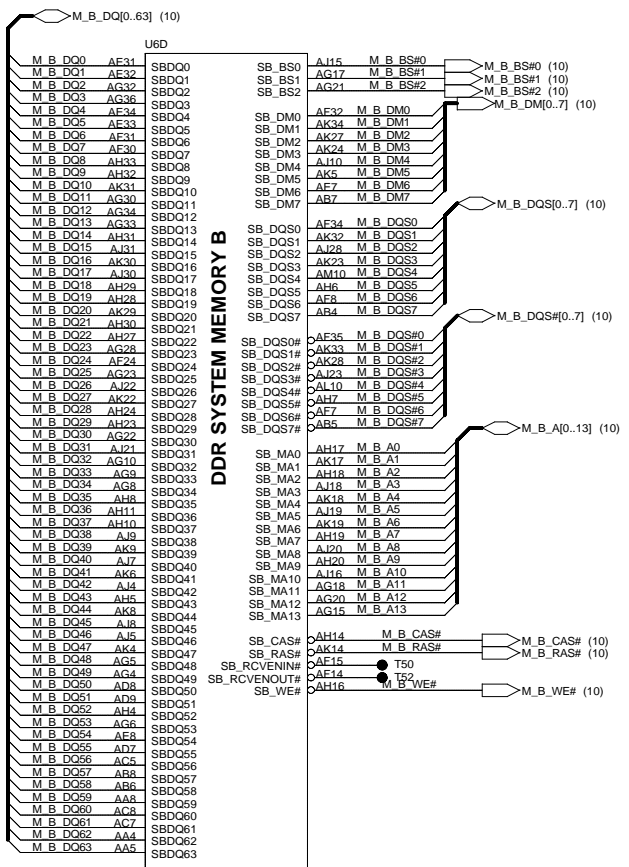 M_B_DQ[0..63] (10)
U6D
M_B_DQ0 AE31 SBDQ0
M_B_DQ1 AE32 SBDQ1
M_B_DQ2 AG32 SBDQ2
M_B_DQ3 AG36 SBDQ3
M_B_DQ4 AE34 SBDQ4
M_B_DQ5 AE33 SBDQ5
M_B_DQ6 AF31 SBDQ6
M_B_DQ7 AF30 SBDQ7
M_B_DQ8 AH33 SBDQ8
M_B_DQ9 AH32 SBDQ9
M_B_DQ10 AK31 SBDQ10
M_B_DQ11 AG30 SBDQ11
M_B_DQ12 AG34 SBDQ12
M_B_DQ13 AG33 SBDQ13
M_B_DQ14 AH31 SBDQ14
M_B_DQ15 AJ31 SBDQ15
M_B_DQ16 AK30 SBDQ16
M_B_DQ17 AJ30 SBDQ17
M_B_DQ18 AH29 SBDQ18
M_B_DQ19 AH28 SBDQ19
M_B_DQ20 AK29 SBDQ20
M_B_DQ21 AH30 SBDQ21
M_B_DQ22 AH27 SBDQ22
M_B_DQ23 AG28 SBDQ23
M_B_DQ24 AF24 SBDQ24
M_B_DQ25 AG23 SBDQ25
M_B_DQ26 AJ22 SBDQ26
M_B_DQ27 AK22 SBDQ27
M_B_DQ28 AH24 SBDQ28
M_B_DQ29 AH23 SBDQ29
M_B_DQ30 AG22 SBDQ30
M_B_DQ31 AJ21 SBDQ31
M_B_DQ32 AG10 SBDQ32
M_B_DQ33 AG9 SBDQ33
M_B_DQ34 AG8 SBDQ34
M_B_DQ35 AH8 SBDQ35
M_B_DQ36 AH11 SBDQ36
M_B_DQ37 AH10 SBDQ37
M_B_DQ38 AJ9 SBDQ38
M_B_DQ39 AK9 SBDQ39
M_B_DQ40 AJ7 SBDQ40
M_B_DQ41 AK6 SBDQ41
M_B_DQ42 AJ4 SBDQ42
M_B_DQ43 AH5 SBDQ43
M_B_DQ44 AK8 SBDQ44
M_B_DQ45 AJ8 SBDQ45
M_B_DQ46 AJ5 SBDQ46
M_B_DQ47 AK4 SBDQ47
M_B_DQ48 AG5 SBDQ48
M_B_DQ49 AG4 SBDQ49
M_B_DQ50 AD8 SBDQ50
M_B_DQ51 AD9 SBDQ51
M_B_DQ52 AH4 SBDQ52
M_B_DQ53 AG6 SBDQ53
M_B_DQ54 AE8 SBDQ54
M_B_DQ55 AD7 SBDQ55
M_B_DQ56 AC5 SBDQ56
M_B_DQ57 AB8 SBDQ57
M_B_DQ58 AB6 SBDQ58
M_B_DQ59 AA8 SBDQ59
M_B_DQ60 AC8 SBDQ60
M_B_DQ61 AC7 SBDQ61
M_B_DQ62 AA4 SBDQ62
M_B_DQ63 AA5 SBDQ63
DDR SYSTEM MEMORY B
SB_BS0 AJ15 M_B_BS#0 M_B_BS#0 (10)
SB_BS1 AG17 M_B_BS#1 M_B_BS#1 (10)
SB_BS2 AG21 M_B_BS#2 M_B_BS#2 (10)
M_B_DM[0..7] (10)
SB_DM0 AF32 M_B_DM0
SB_DM1 AK34 M_B_DM1
SB_DM2 AK27 M_B_DM2
SB_DM3 AK24 M_B_DM3
SB_DM4 AJ10 M_B_DM4
SB_DM5 AK5 M_B_DM5
SB_DM6 AE7 M_B_DM6
SB_DM7 AB7 M_B_DM7
M_B_DQS[0..7] (10)
SB_DQS0 AF34 M_B_DQS0
SB_DQS1 AK32 M_B_DQS1
SB_DQS2 AJ28 M_B_DQS2
SB_DQS3 AK23 M_B_DQS3
SB_DQS4 AM10 M_B_DQS4
SB_DQS5 AH6 M_B_DQS5
SB_DQS6 AF8 M_B_DQS6
SB_DQS7 AB4 M_B_DQS7
M_B_DQS#[0..7] (10)
SB_DQS0# AF35 M_B_DQS#0
SB_DQS1# AK33 M_B_DQS#1
SB_DQS2# AK28 M_B_DQS#2
SB_DQS3# AJ23 M_B_DQS#3
SB_DQS4# AL10 M_B_DQS#4
SB_DQS5# AH7 M_B_DQS#5
SB_DQS6# AF7 M_B_DQS#6
SB_DQS7# AB5 M_B_DQS#7
M_B_A[0..13] (10)
SB_MA0 AH17 M_B_A0
SB_MA1 AK17 M_B_A1
SB_MA2 AH18 M_B_A2
SB_MA3 AJ18 M_B_A3
SB_MA4 AK18 M_B_A4
SB_MA5 AJ19 M_B_A5
SB_MA6 AK19 M_B_A6
SB_MA7 AH19 M_B_A7
SB_MA8 AJ20 M_B_A8
SB_MA9 AH20 M_B_A9
SB_MA10 AJ16 M_B_A10
SB_MA11 AG18 M_B_A11
SB_MA12 AG20 M_B_A12
SB_MA13 AG15 M_B_A13
SB_CAS# AH14 M_B_CAS# M_B_CAS# (10)
SB_RAS# AK14 M_B_RAS# M_B_RAS# (10)
SB_RCVENIN# AF15 T50
SB_RCVENOUT# AF14 T52
SB_WE# AH16 M_B_WE# M_B_WE# (10)